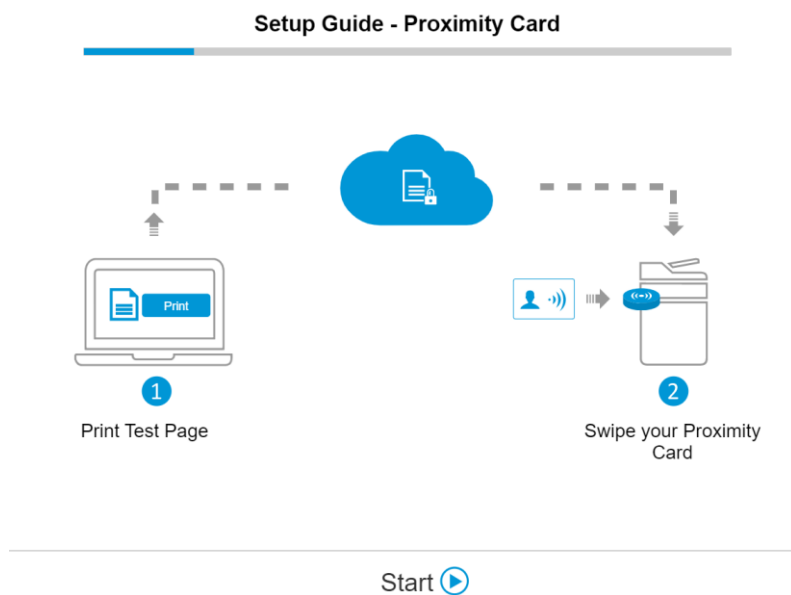 Setup Guide - Proximity Card
Print
1
2
Print Test Page
Swipe your Proximity
Card
Start